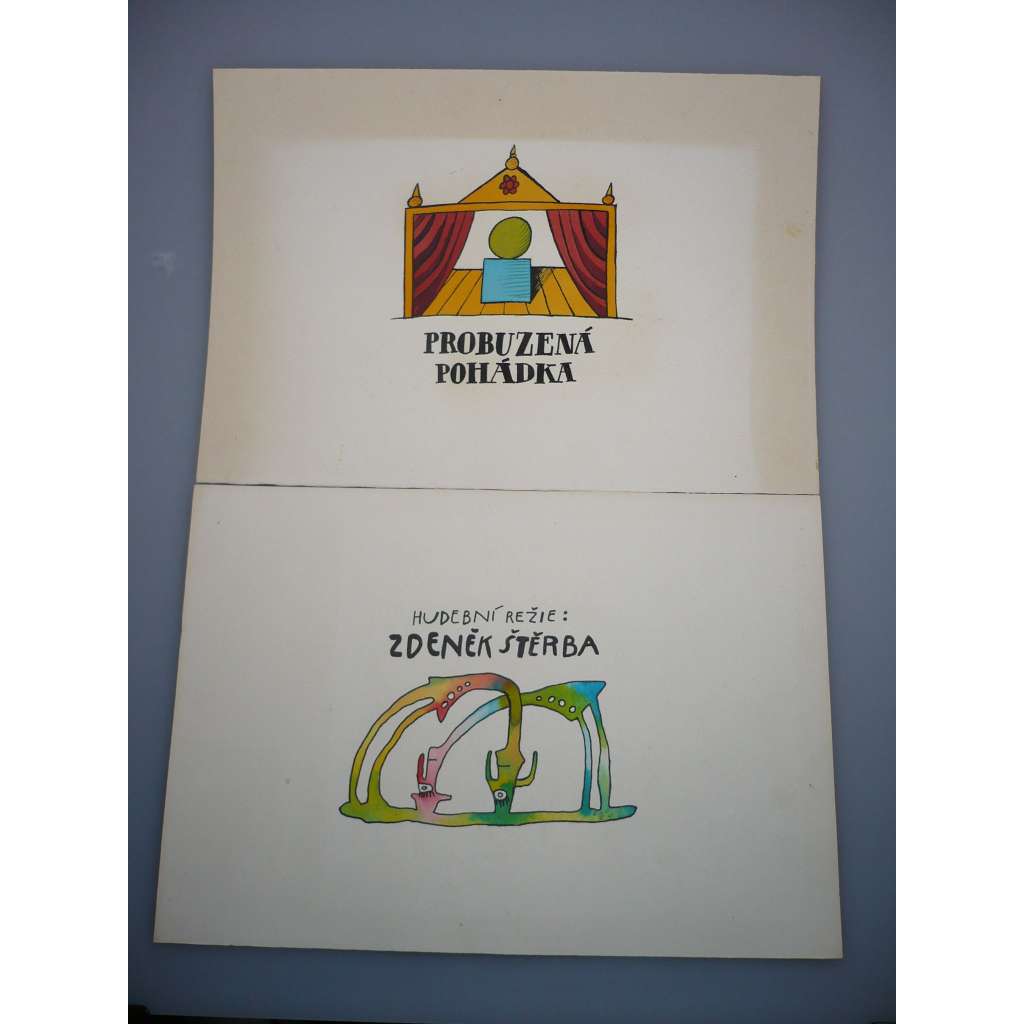 PROBUZENÁ
POHÁDKA
HUDEBNÍ REŽIE:
ZDENĚK ŠTĚRBA